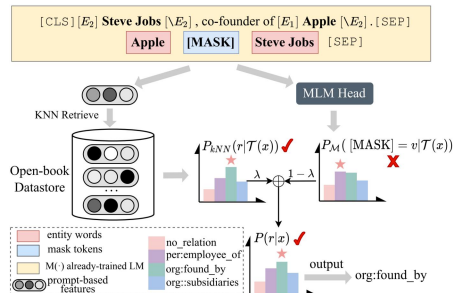 [CLS][E₂] Steve Jobs [\E₂] , co-founder of [E₁] Apple [\E₂] . [SEP]
Apple [MASK] Steve Jobs [SEP]
KNN Retrieve
MLM Head
Open-book
Datastore
...
P_kNN(r|T(x))
P_M( [MASK] = v|T(x))
λ
1 − λ
P(r|x)
entity words
mask tokens
M(·) already-trained LM
prompt-based
features
no_relation
per:employee_of
org:found_by
org::subsidiaries
output
org:found_by